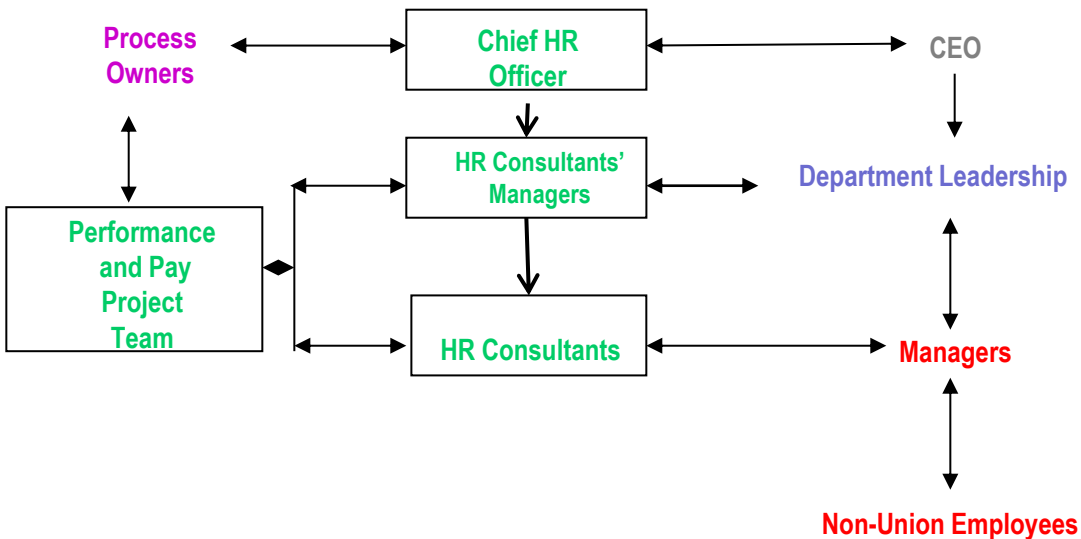 Process
Owners
Chief HR
Officer
CEO
HR Consultants’
Managers
Department Leadership
Performance
and Pay
Project
Team
HR Consultants
Managers
Non-Union Employees